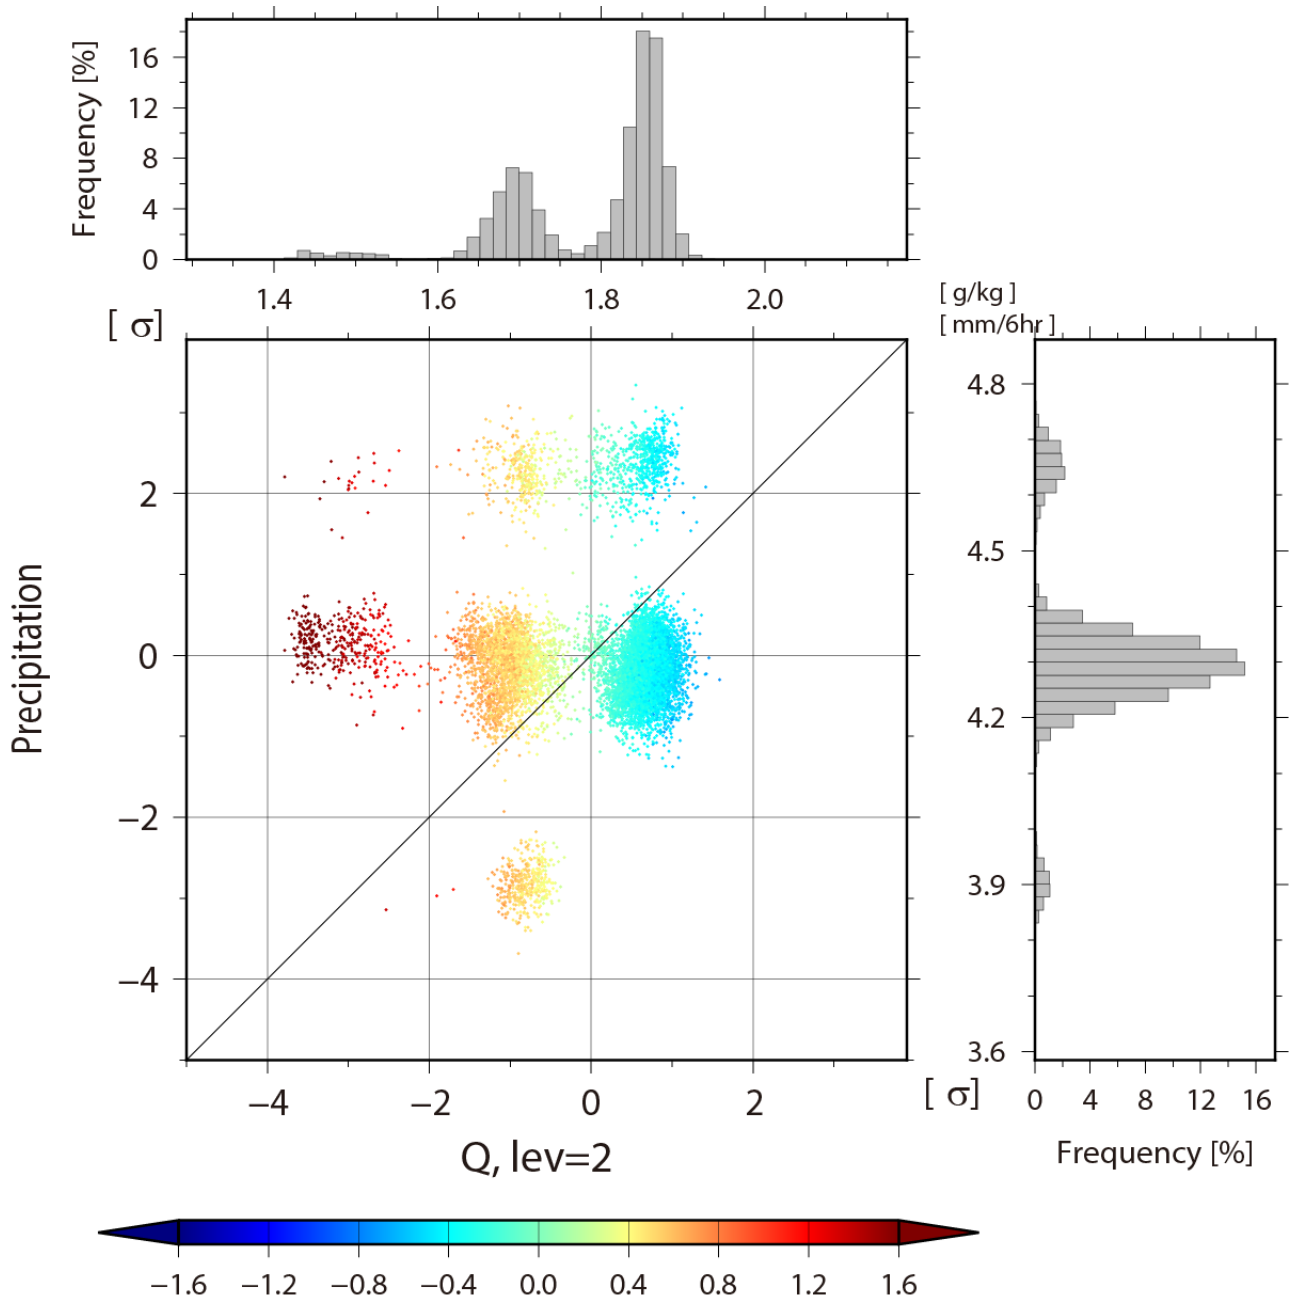 Frequency [%]
16
12
8
4
0
1.4 1.6 1.8 2.0
[ g/kg ]
[ mm/6hr ]
[ σ]
Precipitation
2
0
−2
−4
−4 −2 0 2
[ σ]
Q, lev=2
4.8
4.5
4.2
3.9
3.6
0 4 8 12 16
Frequency [%]
−1.6 −1.2 −0.8 −0.4 0.0 0.4 0.8 1.2 1.6